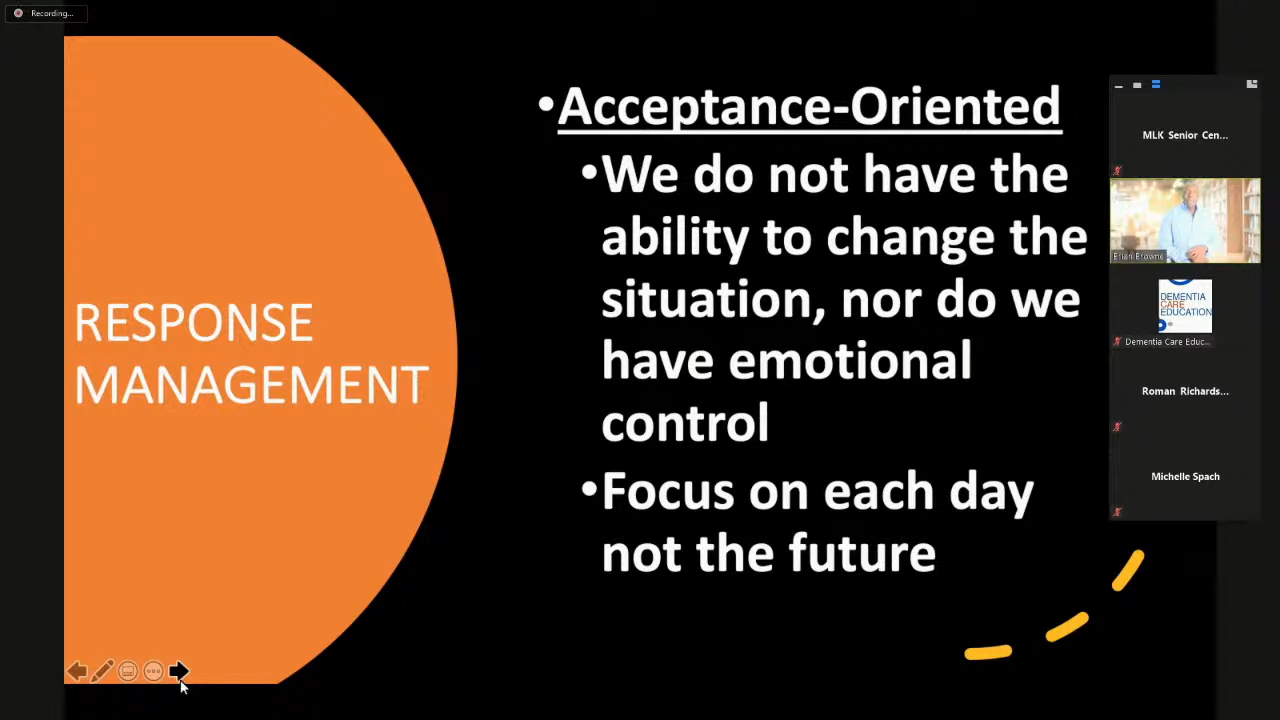 Recording...
RESPONSE
MANAGEMENT
•Acceptance-Oriented
•We do not have the
ability to change the
situation, nor do we
have emotional
control
•Focus on each day
not the future
MLK Senior Cen...
Brian Browne
DEMENTIA
CARE
EDUCATION
Dementia Care Educ...
Roman Richards...
Michelle Spach